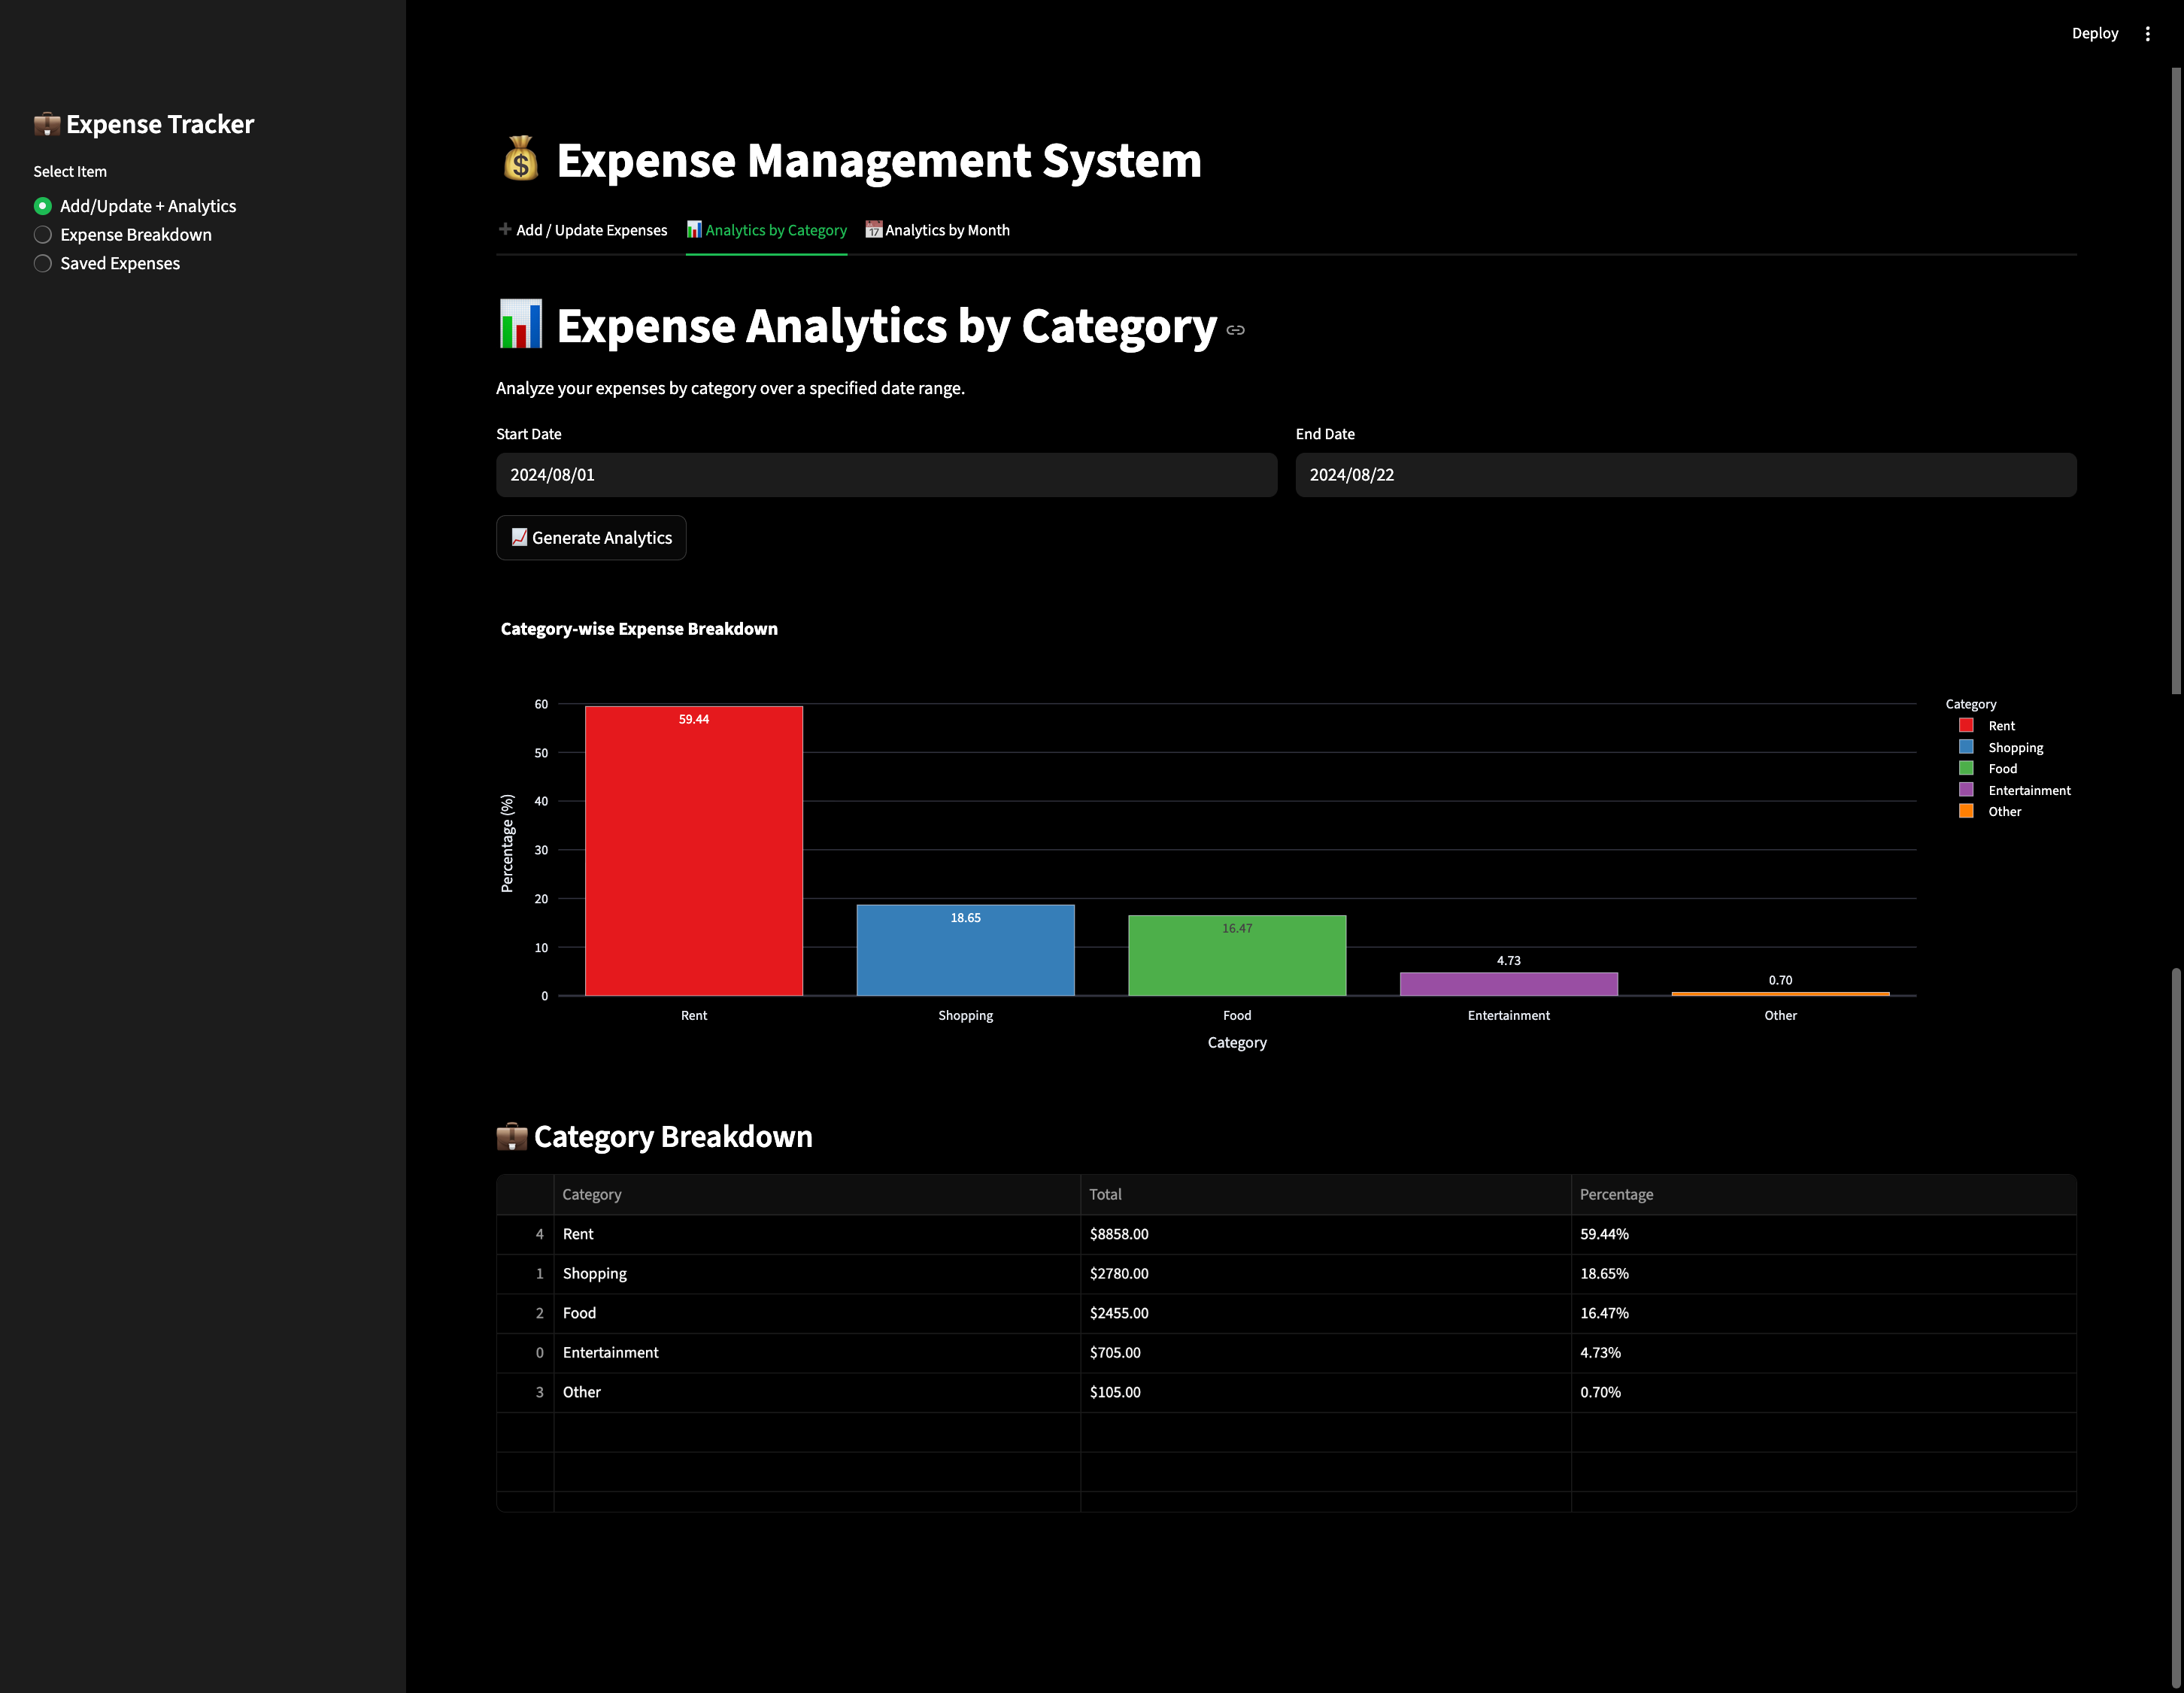 Deploy
Expense Tracker
Select Item
Add/Update + Analytics
Expense Breakdown
Saved Expenses
Expense Management System
Add / Update Expenses Analytics by Category Analytics by Month
Expense Analytics by Category
Analyze your expenses by category over a specified date range.
Start Date End Date
2024/08/01 2024/08/22
Generate Analytics
Category-wise Expense Breakdown
Percentage (%)
60
50
40
30
20
10
0
59.44
18.65
16.47
4.73
0.70
Rent Shopping Food Entertainment Other
Category
Category
Rent
Shopping
Food
Entertainment
Other
Category Breakdown
Category Total Percentage
4 Rent $8858.00 59.44%
1 Shopping $2780.00 18.65%
2 Food $2455.00 16.47%
0 Entertainment $705.00 4.73%
3 Other $105.00 0.70%